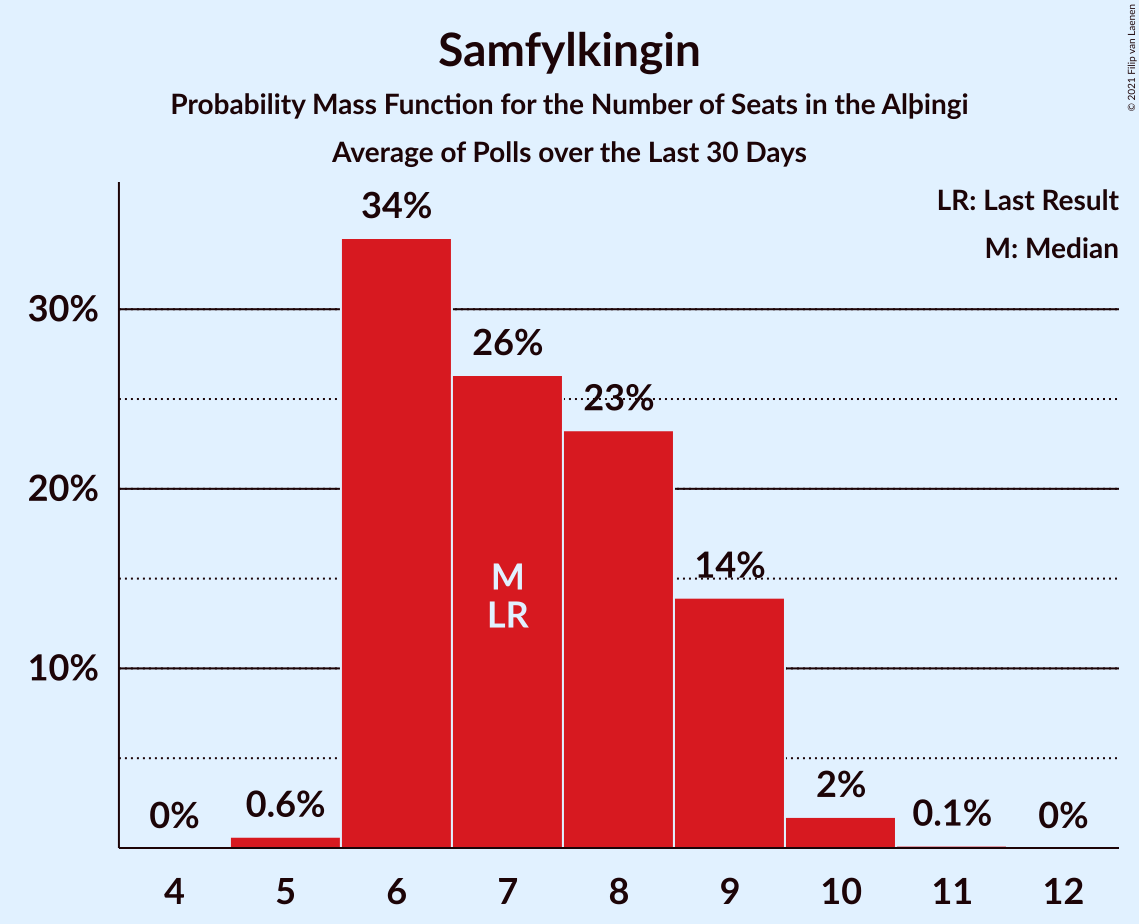 Samfylkingin
Probability Mass Function for the Number of Seats in the Alþingi
Average of Polls over the Last 30 Days
© 2021 Filip van Laenen
LR: Last Result
M: Median
34%
30%
26%
23%
20%
14%
M
LR
10%
2%
0.6%
0.1%
0%
0%
4 5 6 7 8 9 10 11 12